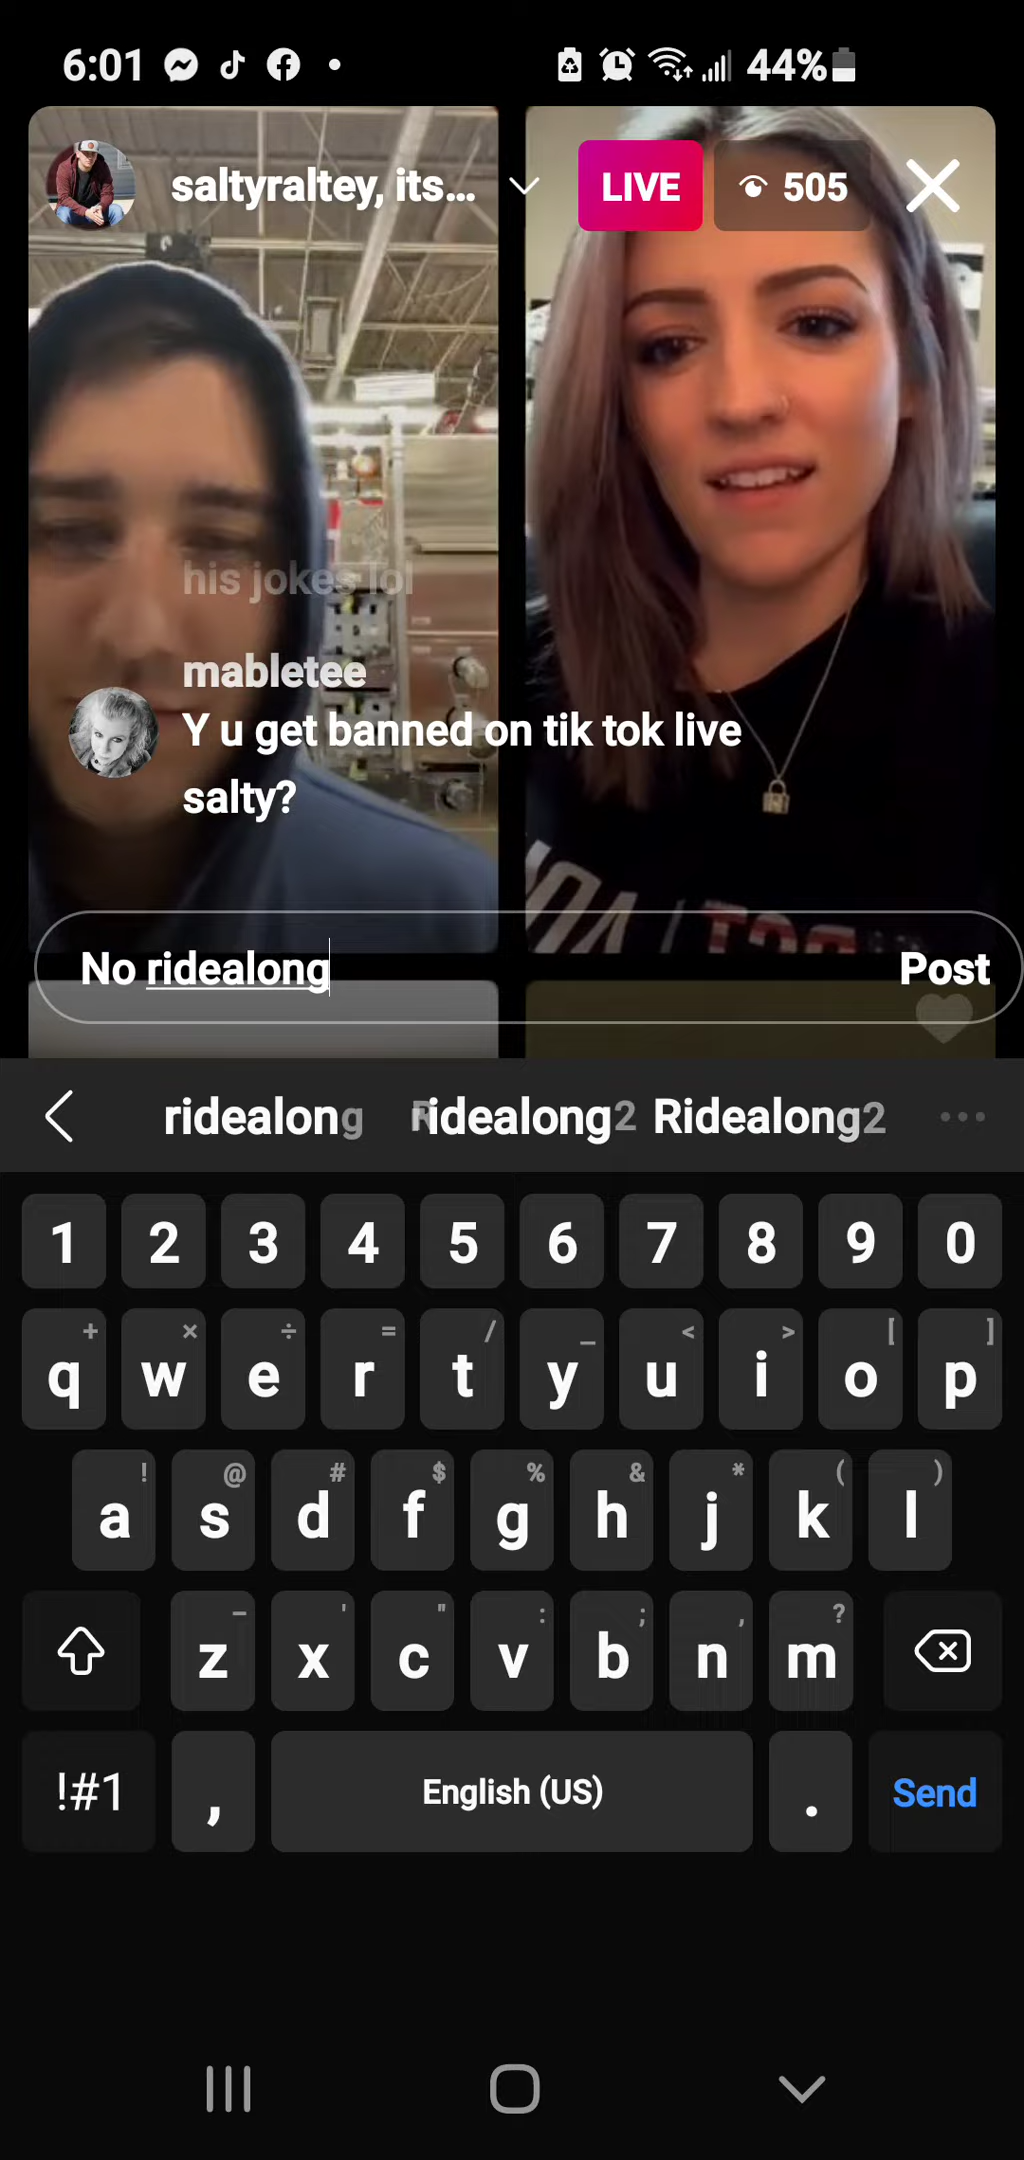 6:01 44%
saltyraltey, its... LIVE 505
his jokes lol
mabletee
Y u get banned on tik tok live
salty?
No ridealong Post
ridealong Ridealong2 Ridealong2
1 2 3 4 5 6 7 8 9 0
+ × ÷ = / _ < > [ ]
q w e r t y u i o p
! @ # $ % & * ( )
a s d f g h j k l
- ' " : ; , ?
z x c v b n m
!#1 , English (US) . Send